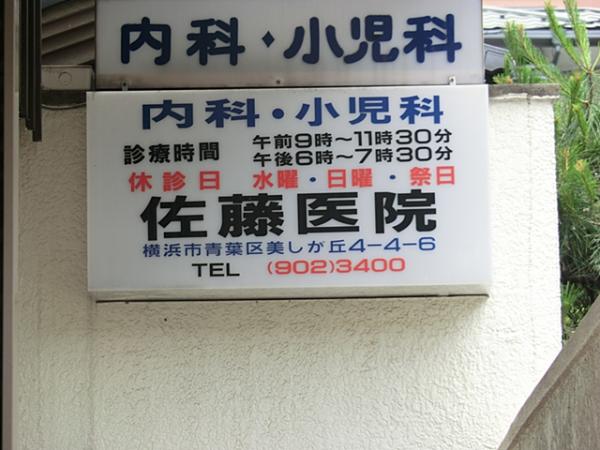 内科・小児科
内科・小児科
診療時間 午前9時〜11時30分
午後6時〜7時30分
休診日 水曜・日曜・祭日
佐藤医院
横浜市青葉区美しが丘4-4-6
TEL (902)3400